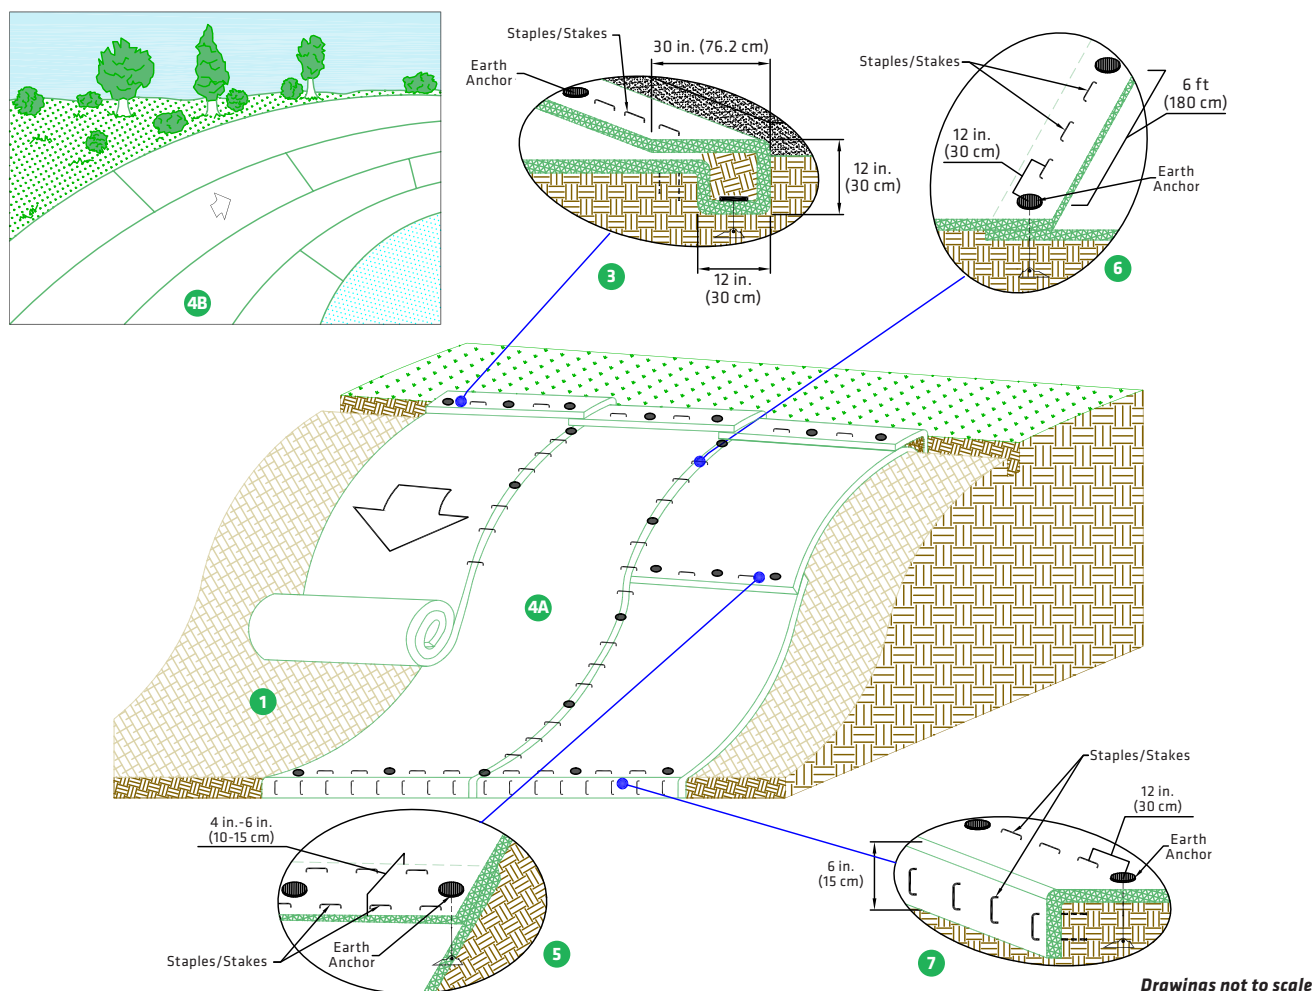 4B
Staples/Stakes
Earth
Anchor
30 in. (76.2 cm)
12 in.
(30 cm)
12 in.
(30 cm)
3
Staples/Stakes
6 ft
(180 cm)
12 in.
(30 cm)
Earth
Anchor
6
4A
1
4 in.-6 in.
(10-15 cm)
Staples/Stakes
Earth
Anchor
5
Staples/Stakes
12 in.
(30 cm)
Earth
Anchor
6 in.
(15 cm)
7
Drawings not to scale